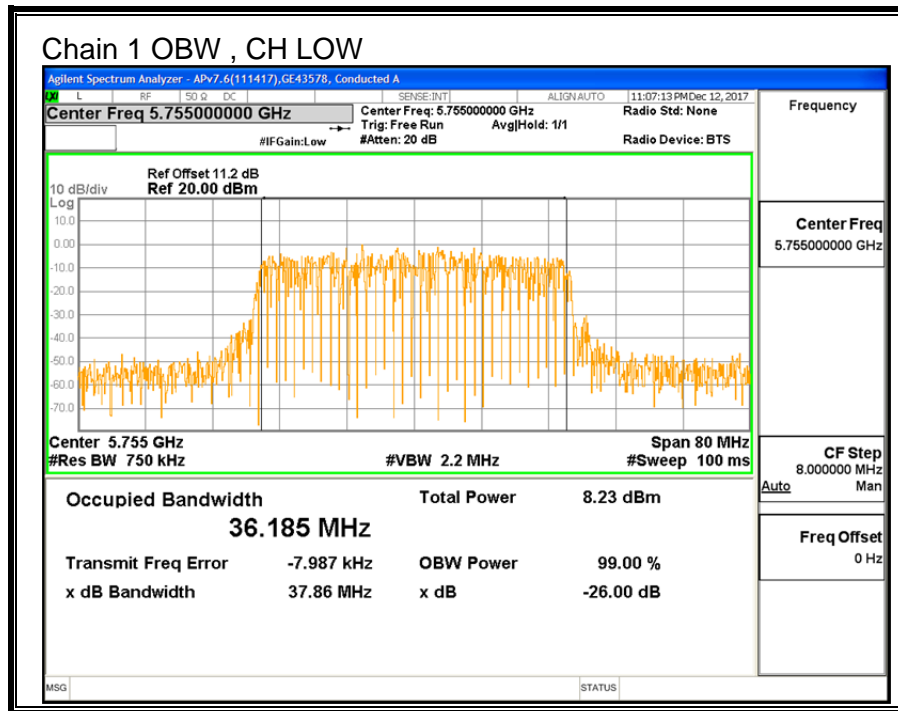 Chain 1 OBW , CH LOW
Agilent Spectrum Analyzer - APv7.6(111417),GE43578, Conducted A
LXI L RF 50 Ω DC SENSE:INT ALIGN AUTO 11:07:13 PM Dec 12, 2017
Center Freq 5.755000000 GHz
Center Freq: 5.755000000 GHz
Radio Std: None
Trig: Free Run Avg|Hold: 1/1
#IFGain:Low #Atten: 20 dB
Radio Device: BTS
Ref Offset 11.2 dB
10 dB/div Ref 20.00 dBm
Log
10.0
0.00
-10.0
-20.0
-30.0
-40.0
-50.0
-60.0
-70.0
Center 5.755 GHz Span 80 MHz
#Res BW 750 kHz #VBW 2.2 MHz #Sweep 100 ms
Occupied Bandwidth Total Power 8.23 dBm
36.185 MHz
Transmit Freq Error -7.987 kHz OBW Power 99.00 %
x dB Bandwidth 37.86 MHz x dB -26.00 dB
MSG STATUS
Frequency
Center Freq
5.755000000 GHz
CF Step
8.000000 MHz
Auto Man
Freq Offset
0 Hz